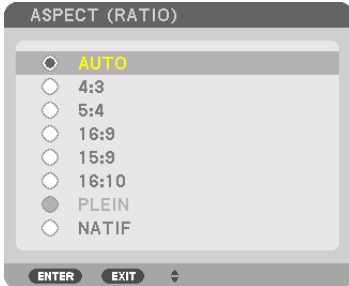 ASPECT (RATIO)
AUTO
4:3
5:4
16:9
15:9
16:10
PLEIN
NATIF
ENTER EXIT